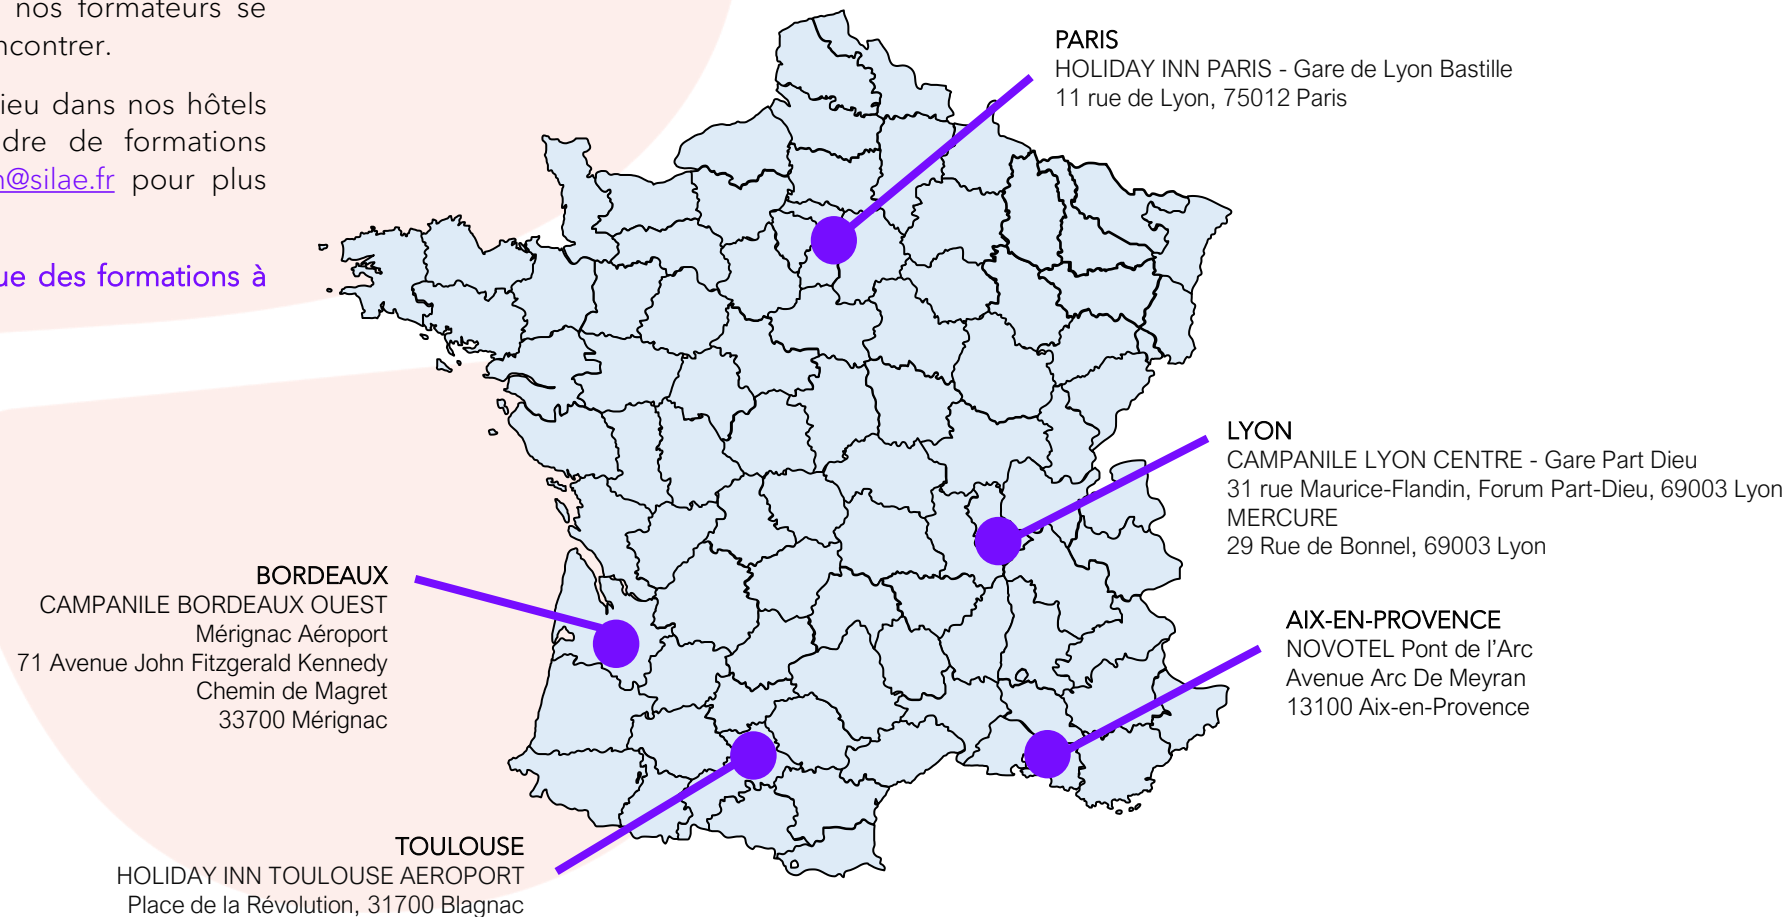 nos formateurs se
ncontrer.
ieu dans nos hôtels
dre de formations
n@silae.fr pour plus
ue des formations à
PARIS
HOLIDAY INN PARIS - Gare de Lyon Bastille
11 rue de Lyon, 75012 Paris
LYON
CAMPANILE LYON CENTRE - Gare Part Dieu
31 rue Maurice-Flandin, Forum Part-Dieu, 69003 Lyon
MERCURE
29 Rue de Bonnel, 69003 Lyon
BORDEAUX
CAMPANILE BORDEAUX OUEST
Mérignac Aéroport
71 Avenue John Fitzgerald Kennedy
Chemin de Magret
33700 Mérignac
AIX-EN-PROVENCE
NOVOTEL Pont de l’Arc
Avenue Arc De Meyran
13100 Aix-en-Provence
TOULOUSE
HOLIDAY INN TOULOUSE AEROPORT
Place de la Révolution, 31700 Blagnac